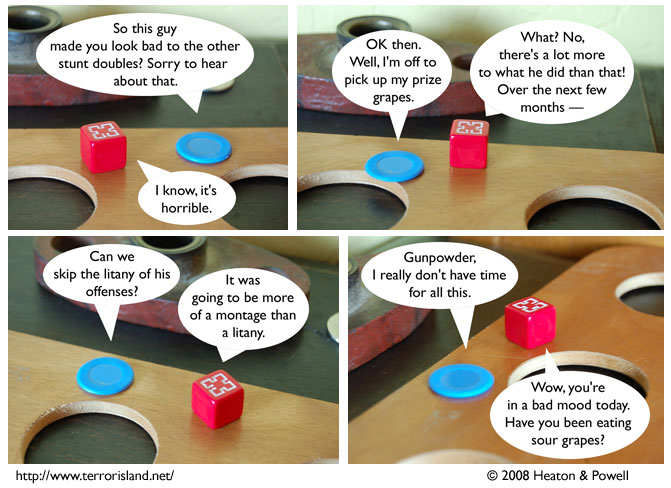 So this guy
made you look bad to the other
stunt doubles? Sorry to hear
about that.
I know, it's
horrible.
OK then.
Well, I'm off to
pick up my prize
grapes.
What? No,
there's a lot more
to what he did than that!
Over the next few
months —
Can we
skip the litany of his
offenses?
It was
going to be more
of a montage than
a litany.
Gunpowder,
I really don't have time
for all this.
Wow, you're
in a bad mood today.
Have you been eating
sour grapes?
http://www.terrorisland.net/
© 2008 Heaton & Powell